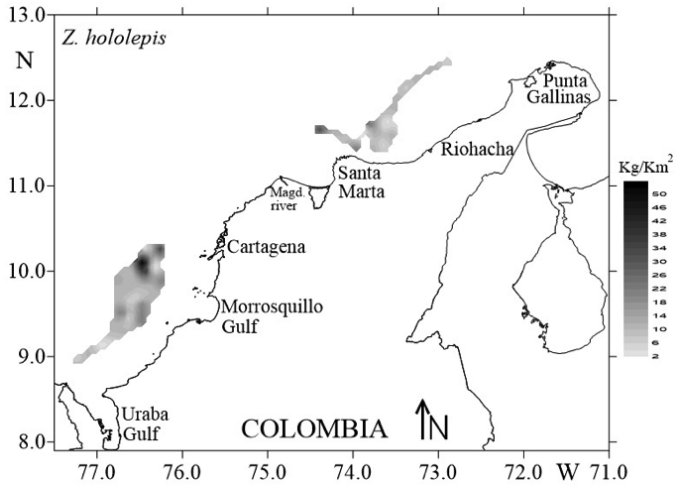 13.0
Z. hololepis
N
12.0
Punta
Gallinas
Riohacha
Kg/Km2
Santa
Marta
11.0
Magd.
river
50
46
42
38
34
30
26
22
18
14
10
6
2
Cartagena
10.0
Morrosquillo
Gulf
9.0
Uraba
Gulf
COLOMBIA
N
8.0
77.0
76.0
75.0
74.0
73.0
72.0
W
71.0